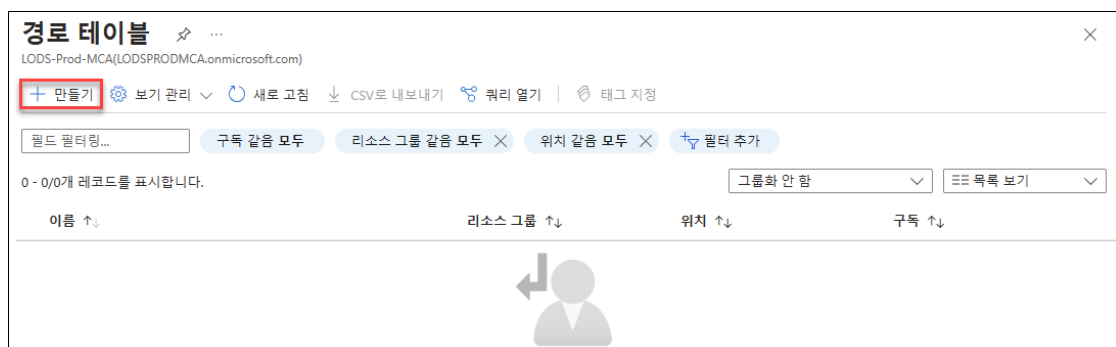 경로 테이블 ...
LODS-Prod-MCA(LODSPRODMCA.onmicrosoft.com)
만들기 보기 관리 새로 고침 CSV로 내보내기 쿼리 열기 태그 지정
필드 필터링... 구독 같음 모두 리소스 그룹 같음 모두 위치 같음 모두 필터 추가
0 - 0/0개 레코드를 표시합니다. 그룹화 안 함 목록 보기
이름 ↑↓ 리소스 그룹 ↑↓ 위치 ↑↓ 구독 ↑↓